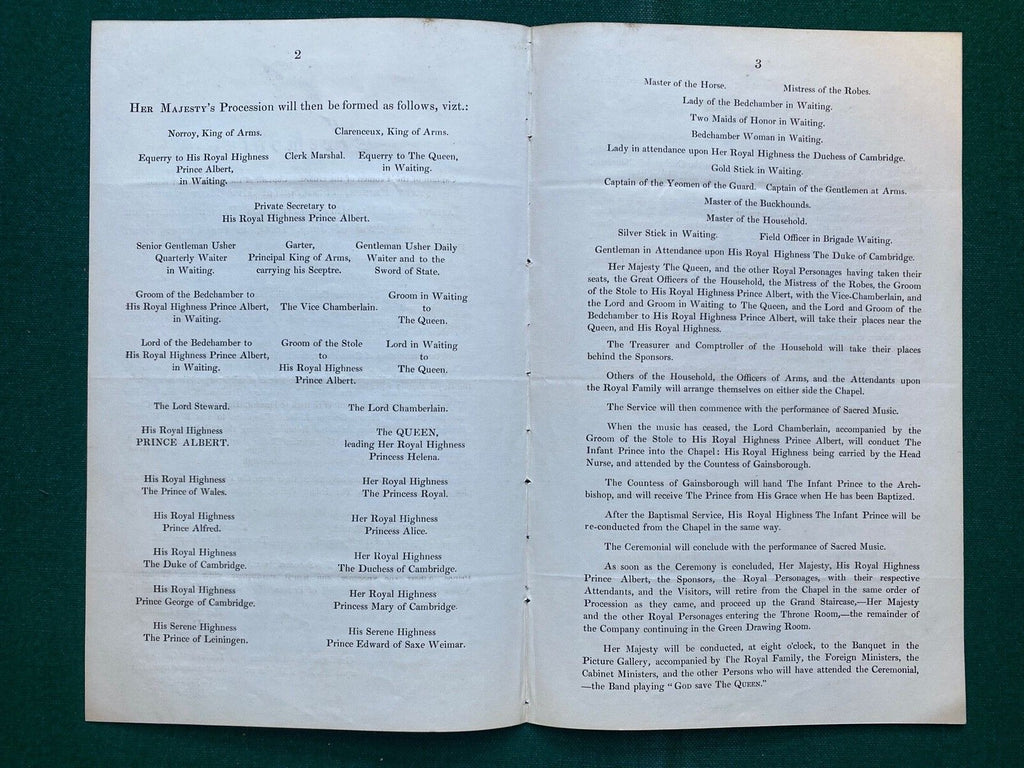 2
HER MAJESTY'S Procession will then be formed as follows, vizt.:
Norroy, King of Arms. Clarenceux, King of Arms.
Equerry to His Royal Highness Clerk Marshal. Equerry to The Queen,
Prince Albert, in Waiting.
in Waiting.
Private Secretary to
His Royal Highness Prince Albert.
Senior Gentleman Usher Garter, Gentleman Usher Daily
Quarterly Waiter Principal King of Arms, Waiter and to the
in Waiting. carrying his Sceptre. Sword of State.
Groom of the Bedchamber to Groom in Waiting
His Royal Highness Prince Albert, The Vice Chamberlain. to
in Waiting. The Queen.
Lord of the Bedchamber to Groom of the Stole Lord in Waiting
His Royal Highness Prince Albert, to to
in Waiting. His Royal Highness The Queen.
Prince Albert.
The Lord Steward. The Lord Chamberlain.
His Royal Highness The QUEEN,
PRINCE ALBERT. leading Her Royal Highness
Princess Helena.
His Royal Highness Her Royal Highness
The Prince of Wales. The Princess Royal.
His Royal Highness Her Royal Highness
Prince Alfred. Princess Alice.
His Royal Highness Her Royal Highness
The Duke of Cambridge. The Duchess of Cambridge.
His Royal Highness Her Royal Highness
Prince George of Cambridge. Princess Mary of Cambridge.
His Serene Highness His Serene Highness
The Prince of Leiningen. Prince Edward of Saxe Weimar.
3
Master of the Horse. Mistress of the Robes.
Lady of the Bedchamber in Waiting.
Two Maids of Honor in Waiting.
Bedchamber Woman in Waiting.
Lady in attendance upon Her Royal Highness the Duchess of Cambridge.
Gold Stick in Waiting.
Captain of the Yeomen of the Guard. Captain of the Gentlemen at Arms.
Master of the Buckhounds.
Master of the Household.
Silver Stick in Waiting. Field Officer in Brigade Waiting.
Gentleman in Attendance upon His Royal Highness The Duke of Cambridge.
Her Majesty The Queen, and the other Royal Personages having taken their
seats, the Great Officers of the Household, the Mistress of the Robes, the Groom
of the Stole to His Royal Highness Prince Albert, with the Vice-Chamberlain, and
the Lord and Groom in Waiting to The Queen, and the Lord and Groom of the
Bedchamber to His Royal Highness Prince Albert, will take their places near the
Queen, and His Royal Highness.
The Treasurer and Comptroller of the Household will take their places
behind the Sponsors.
Others of the Household, the Officers of Arms, and the Attendants upon
the Royal Family will arrange themselves on either side the Chapel.
The Service will then commence with the performance of Sacred Music.
When the music has ceased, the Lord Chamberlain, accompanied by the
Groom of the Stole to His Royal Highness Prince Albert, will conduct The
Infant Prince into the Chapel: His Royal Highness being carried by the Head
Nurse, and attended by the Countess of Gainsborough.
The Countess of Gainsborough will hand The Infant Prince to the Arch-
bishop, and will receive The Prince from His Grace when He has been Baptized.
After the Baptismal Service, His Royal Highness The Infant Prince will be
re-conducted from the Chapel in the same way.
The Ceremonial will conclude with the performance of Sacred Music.
As soon as the Ceremony is concluded, Her Majesty, His Royal Highness
Prince Albert, the Sponsors, the Royal Personages, with their respective
Attendants, and the Visitors, will retire from the Chapel in the same order of
Procession as they came, and proceed up the Grand Staircase,—Her Majesty
and the other Royal Personages entering the Throne Room,—the remainder of
the Company continuing in the Green Drawing Room.
Her Majesty will be conducted, at eight o'clock, to the Banquet in the
Picture Gallery, accompanied by The Royal Family, the Foreign Ministers, the
Cabinet Ministers, and the other Persons who will have attended the Ceremonial,
—the Band playing "GOD save The QUEEN."